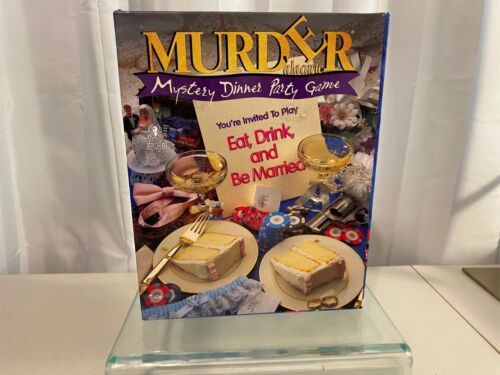 MURDER
à la carte
Mystery Dinner Party Game
You're Invited To Play
Eat, Drink,
and
Be Married